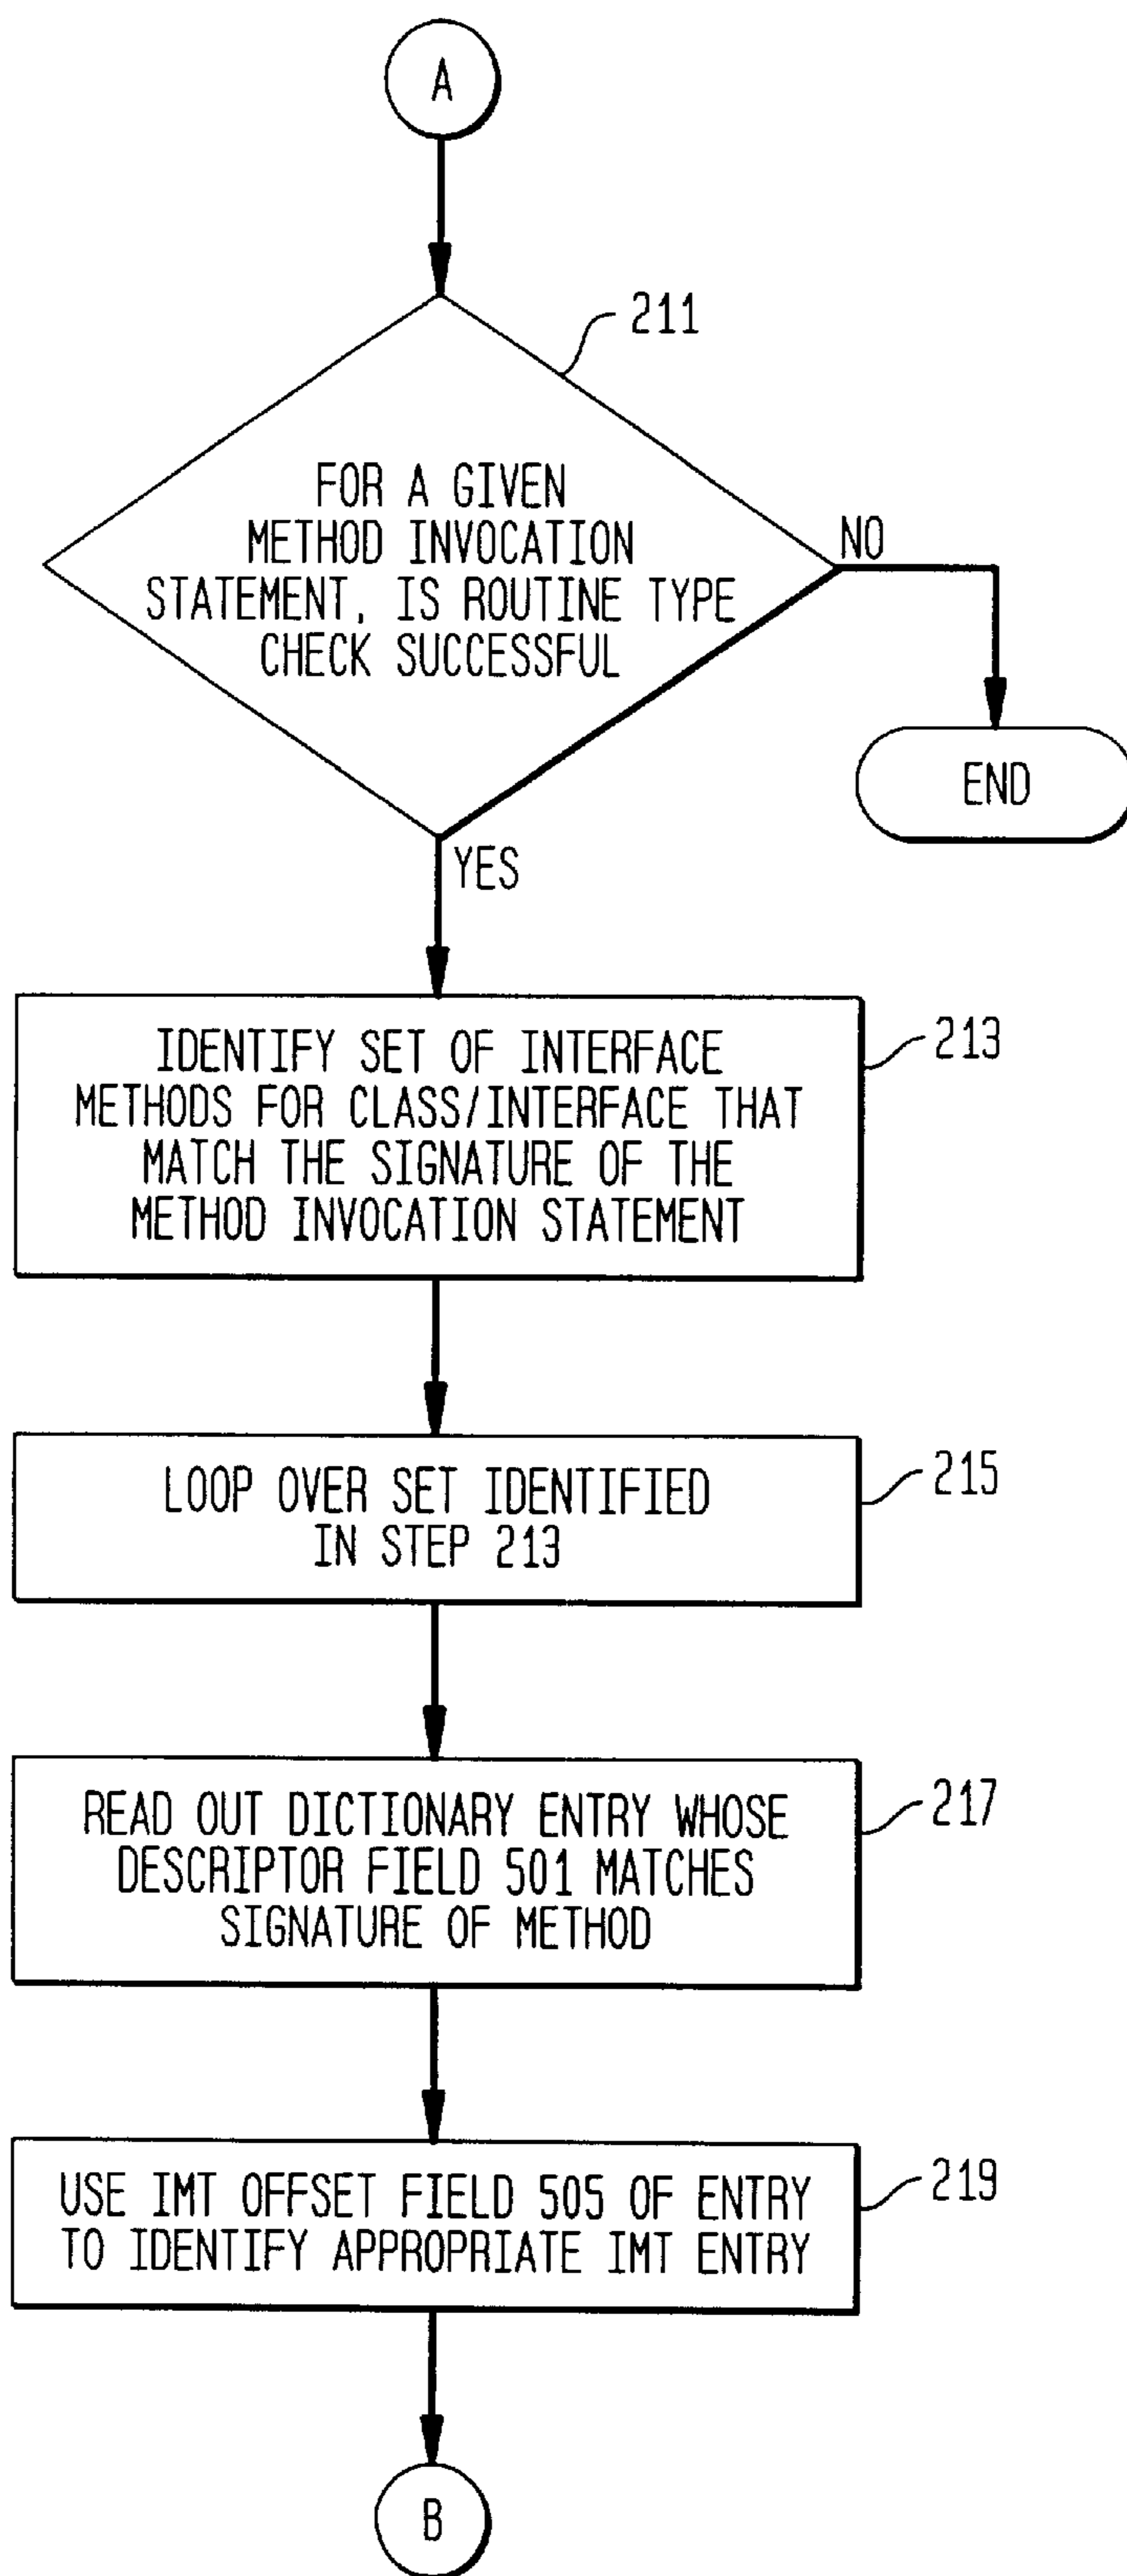 A
211
FOR A GIVEN
METHOD INVOCATION
STATEMENT, IS ROUTINE TYPE
CHECK SUCCESSFUL
NO
END
YES
IDENTIFY SET OF INTERFACE
METHODS FOR CLASS/INTERFACE THAT
MATCH THE SIGNATURE OF THE
METHOD INVOCATION STATEMENT
213
LOOP OVER SET IDENTIFIED
IN STEP 213
215
READ OUT DICTIONARY ENTRY WHOSE
DESCRIPTOR FIELD 501 MATCHES
SIGNATURE OF METHOD
217
USE IMT OFFSET FIELD 505 OF ENTRY
TO IDENTIFY APPROPRIATE IMT ENTRY
219
B